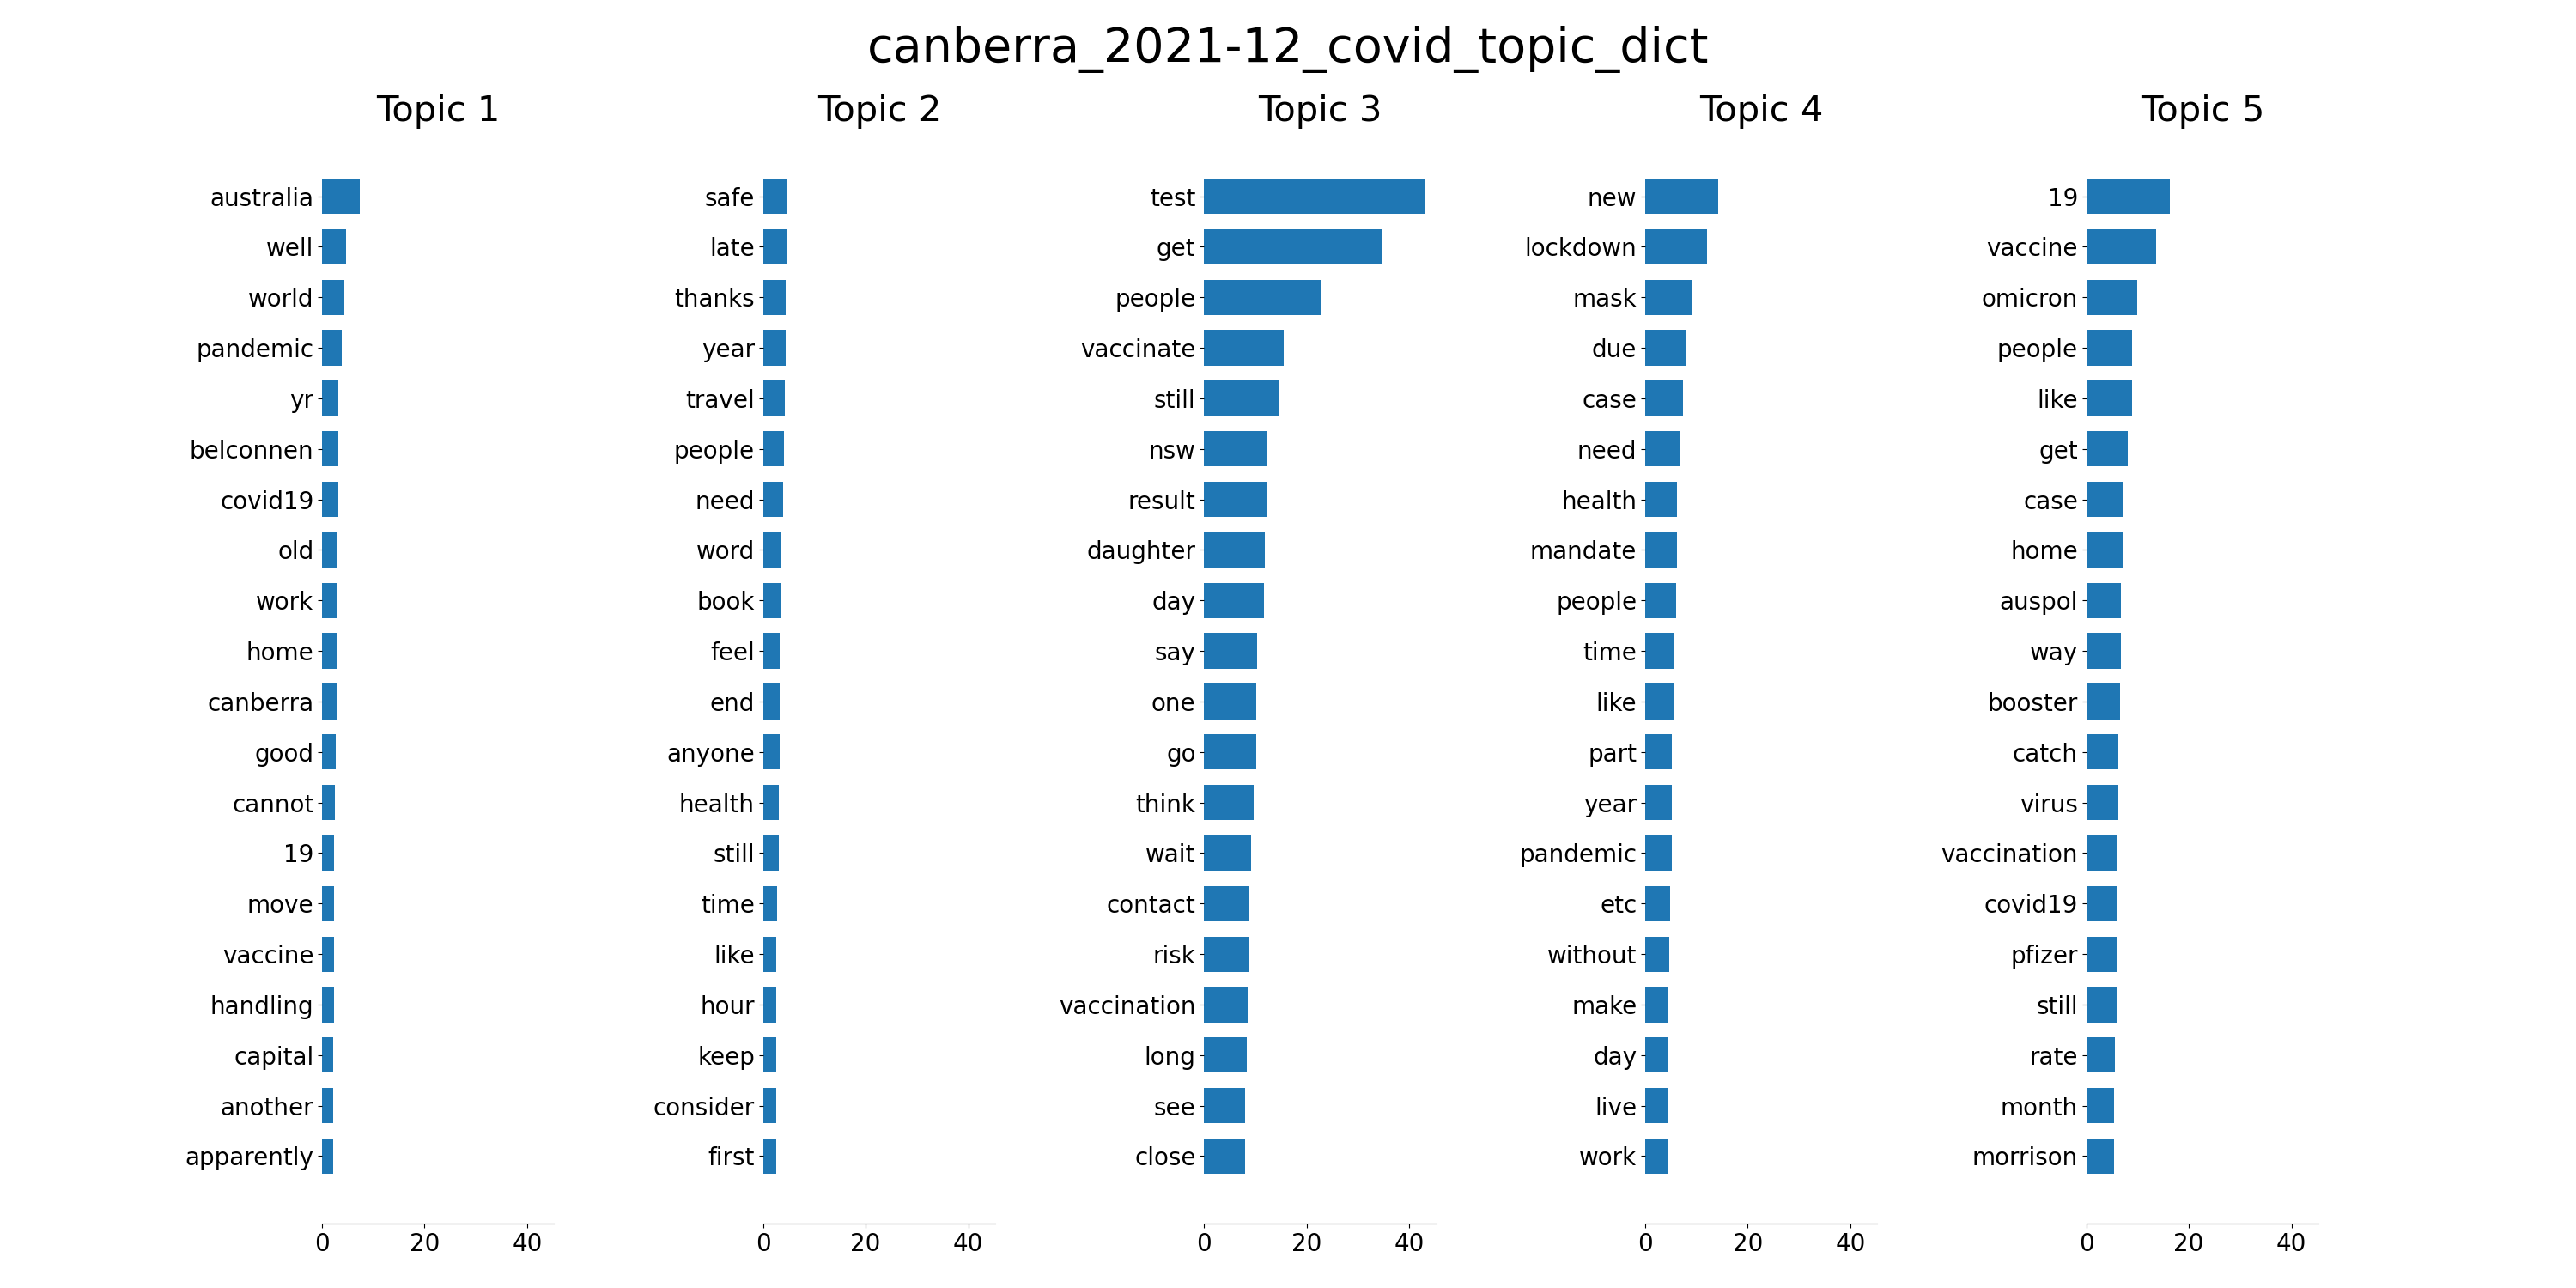 canberra_2021-12_covid_topic_dict
Topic 1
australia
well
world
pandemic
yr
belconnen
covid19
old
work
home
canberra
good
cannot
19
move
vaccine
handling
capital
another
apparently
0 20 40
Topic 2
safe
late
thanks
year
travel
people
need
word
book
feel
end
anyone
health
still
time
like
hour
keep
consider
first
0 20 40
Topic 3
test
get
people
vaccinate
still
nsw
result
daughter
day
say
one
go
think
wait
contact
risk
vaccination
long
see
close
0 20 40
Topic 4
new
lockdown
mask
due
case
need
health
mandate
people
time
like
part
year
pandemic
etc
without
make
day
live
work
0 20 40
Topic 5
19
vaccine
omicron
people
like
get
case
home
auspol
way
booster
catch
virus
vaccination
covid19
pfizer
still
rate
month
morrison
0 20 40